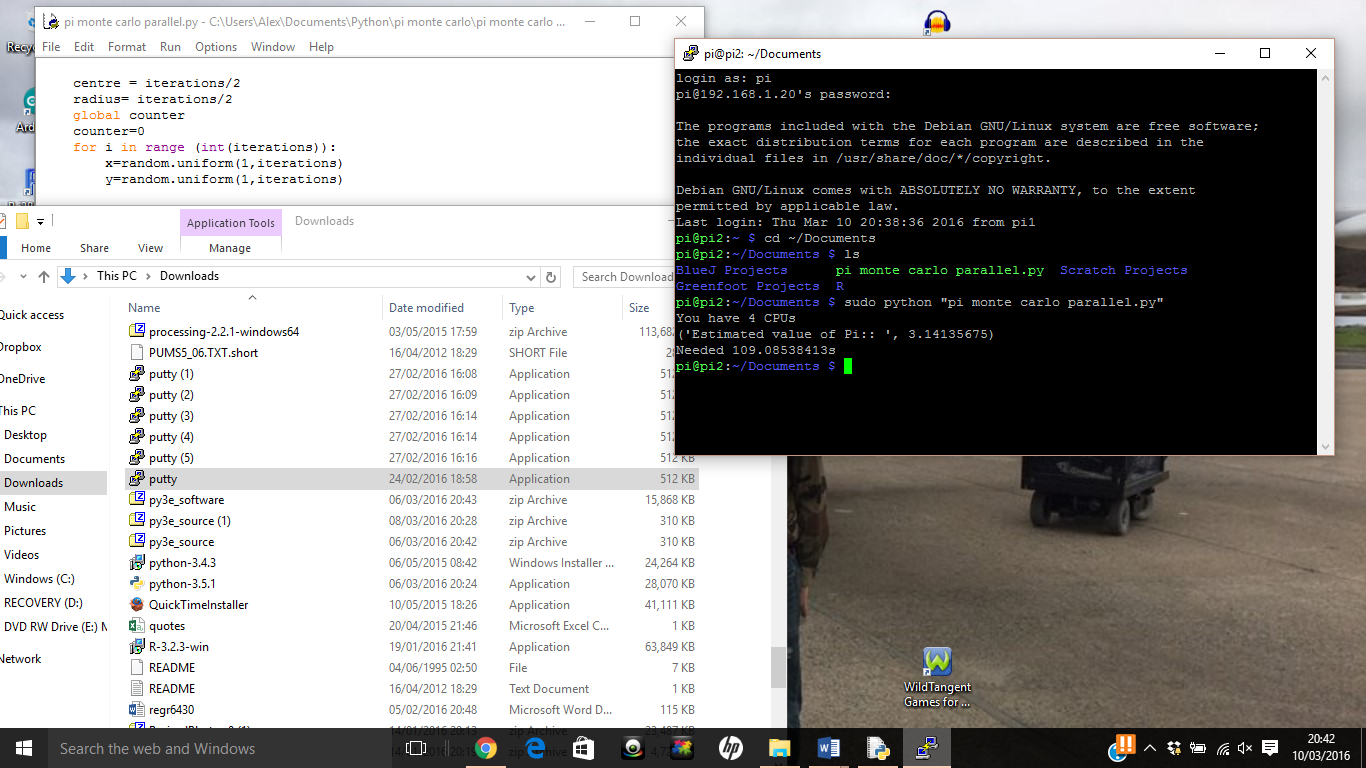 pi monte carlo parallel.py - C:\Users\Alex\Documents\Python\pi monte carlo\pi monte carlo ...
File Edit Format Run Options Window Help
centre = iterations/2
radius= iterations/2
global counter
counter=0
for i in range (int(iterations)):
x=random.uniform(1,iterations)
y=random.uniform(1,iterations)
pi@pi2: ~/Documents
login as: pi
pi@192.168.1.20's password:
The programs included with the Debian GNU/Linux system are free software;
the exact distribution terms for each program are described in the
individual files in /usr/share/doc/*/copyright.
Debian GNU/Linux comes with ABSOLUTELY NO WARRANTY, to the extent
permitted by applicable law.
Last login: Thu Mar 10 20:38:36 2016 from pi1
pi@pi2:~ $ cd ~/Documents
pi@pi2:~/Documents $ ls
BlueJ Projects pi monte carlo parallel.py Scratch Projects
Greenfoot Projects R
pi@pi2:~/Documents $ sudo python "pi monte carlo parallel.py"
You have 4 CPUs
('Estimated value of Pi:: ', 3.14135675)
Needed 109.08538413s
pi@pi2:~/Documents $
Application Tools Downloads
Home Share View Manage
This PC Downloads
Search Download
Name Date modified Type Size
Quick access
Dropbox
OneDrive
This PC
Desktop
Documents
Downloads
Music
Pictures
Videos
Windows (C:)
RECOVERY (D:)
DVD RW Drive (E:) M
Network
processing-2.2.1-windows64 03/05/2015 17:59 zip Archive 113,682
PUMS5_06.TXT.short 16/04/2012 18:29 SHORT File
putty (1) 27/02/2016 16:08 Application 512
putty (2) 27/02/2016 16:09 Application 512
putty (3) 27/02/2016 16:14 Application 512
putty (4) 27/02/2016 16:14 Application 512
putty (5) 27/02/2016 16:16 Application 512 KB
putty 24/02/2016 18:58 Application 512 KB
py3e_software 06/03/2016 20:43 zip Archive 15,868 KB
py3e_source (1) 08/03/2016 20:28 zip Archive 310 KB
py3e_source 06/03/2016 20:42 zip Archive 310 KB
python-3.4.3 06/05/2015 08:42 Windows Installer ... 24,264 KB
python-3.5.1 06/03/2016 20:24 Application 28,070 KB
QuickTimeInstaller 10/05/2015 18:26 Application 41,111 KB
quotes 20/04/2015 21:46 Microsoft Excel C... 1 KB
R-3.2.3-win 19/01/2016 21:41 Application 63,849 KB
README 04/06/1995 02:50 File 7 KB
README 16/04/2012 18:29 Text Document 1 KB
regr6430 05/02/2016 20:48 Microsoft Word D... 115 KB
WildTangent
Games for ...
Search the web and Windows
20:42
10/03/2016